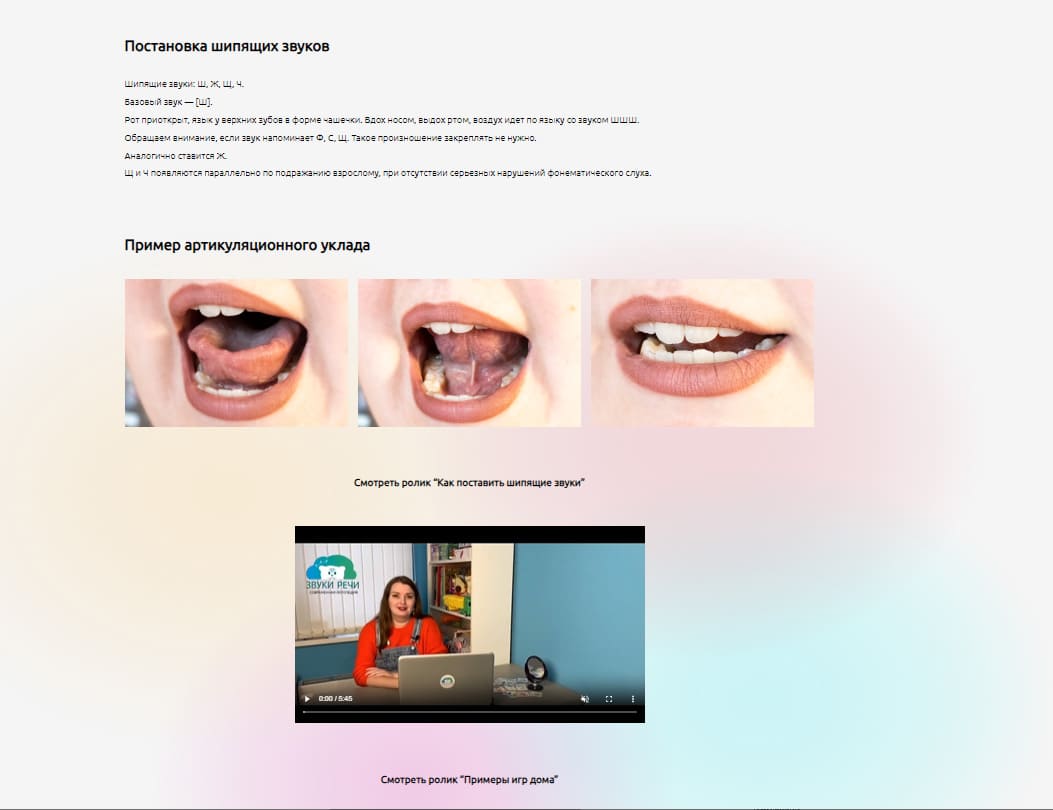 Постановка шипящих звуков
Шипящие звуки: Ш, Ж, Щ, Ч.
Базовый звук — [Ш].
Рот приоткрыт, язык у верхних зубов в форме чашечки. Вдох носом, выдох ртом, воздух идет по языку со звуком ШШШ.
Обращаем внимание, если звук напоминает Ф, С, Щ. Такое произношение закреплять не нужно.
Аналогично ставится Ж.
Щ и Ч появляются параллельно по подражанию взрослому, при отсутствии серьезных нарушений фонематического слуха.
Пример артикуляционного уклада
Смотреть ролик “Как поставить шипящие звуки”
ЗВУКИ РЕЧИ
0:00 / 5:45
Смотреть ролик “Примеры игр дома”